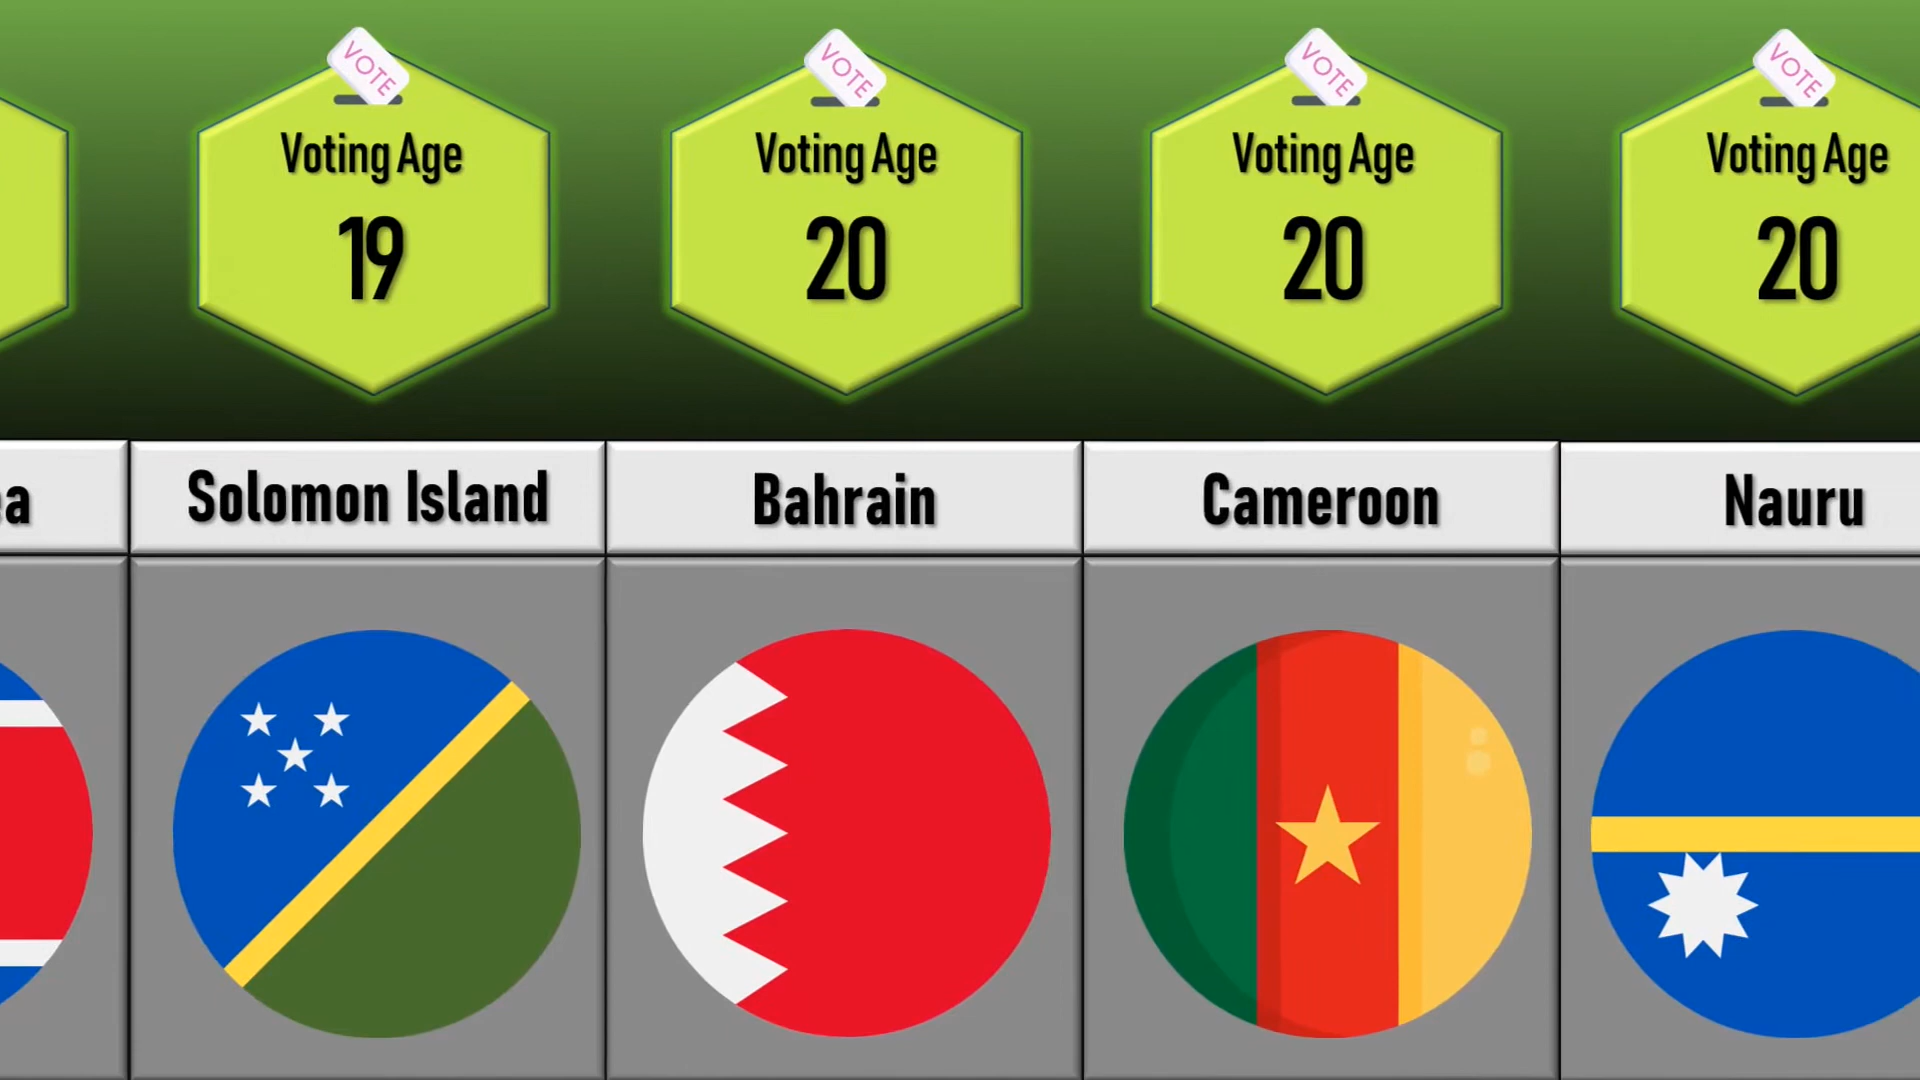 VOTE
Voting Age
19
VOTE
Voting Age
20
VOTE
Voting Age
20
VOTE
Voting Age
20
Solomon Island
Bahrain
Cameroon
Nauru